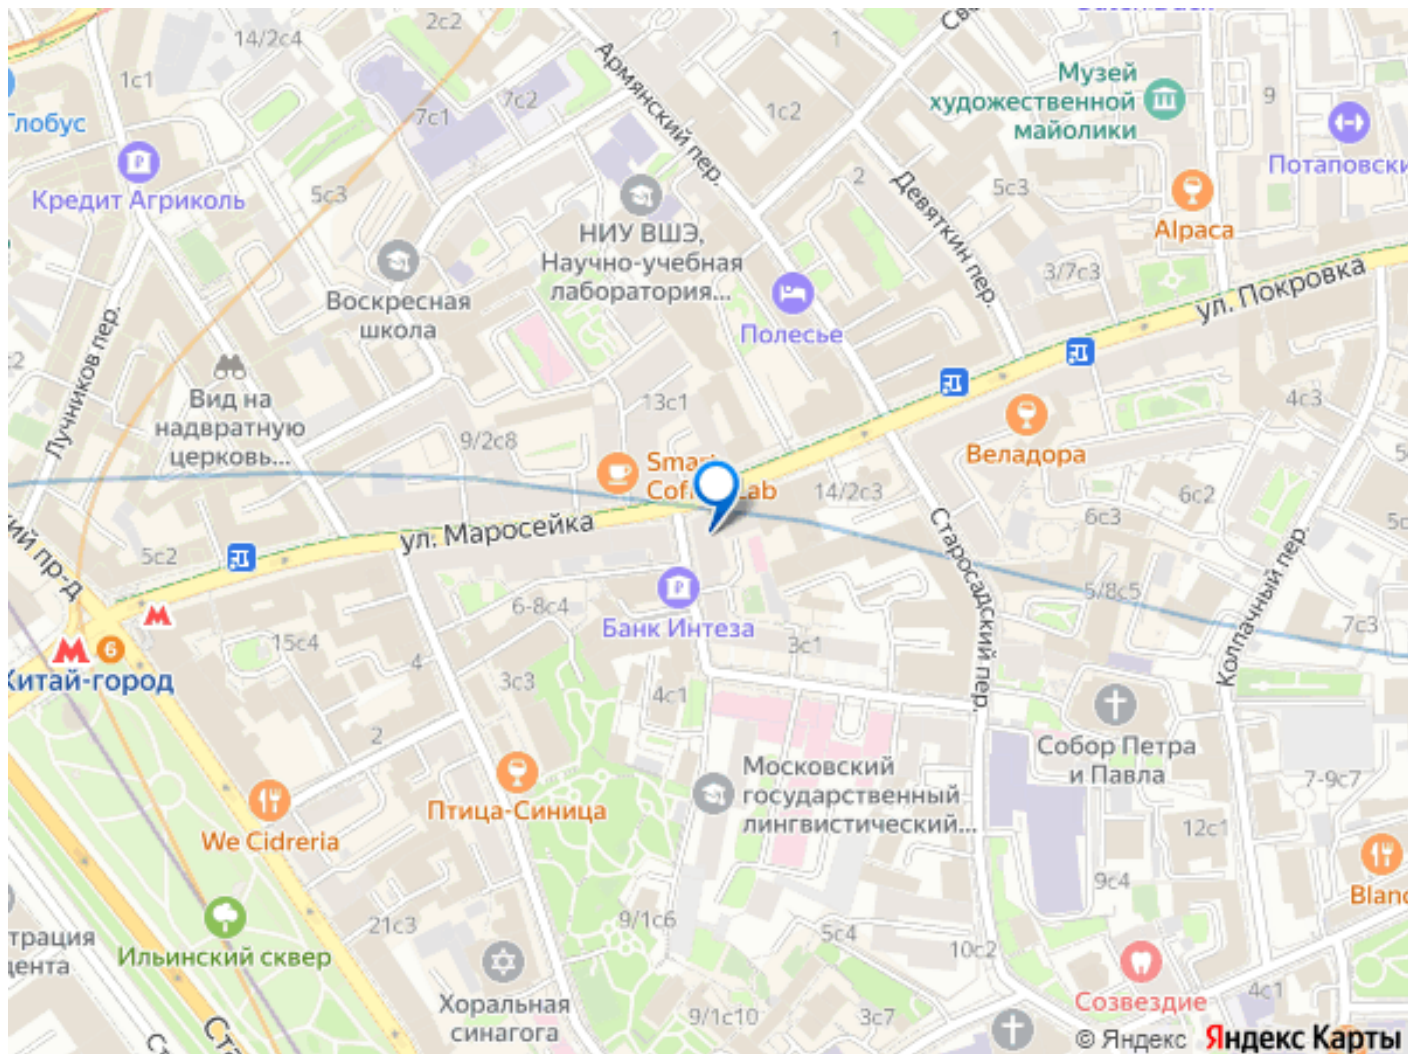 14/2с4
2с2
1
1с1
7с2
7с1
1с2
Армянский пер.
Музей
художественной
майолики
9
Глобус
Кредит Агриколь
5с3
НИУ ВШЭ,
Научно-учебная
лаборатория...
2
Девяткин пер.
5с3
Alpaca
Воскресная
школа
Полесье
3/7с3
ул. Покровка
Лучников пер.
Вид на
надвратную
церковь...
13с1
9/2с8
4с3
Веладора
Smart
14/2с3
6с2
6с3
ул. Маросейка
5с2
Старосадский пер.
Колпачный пер.
5/8с5
7с3
6-8с4
Банк Интеза
15с4
4
3с3
3с1
4с1
6
Китай-город
2
Собор Петра
и Павла
Московский
государственный
лингвистический...
7-9с7
Птица-Синица
We Cidreria
12с1
9с4
21с3
9/1с6
5с4
10с2
Ильинский сквер
Хоральная
синагога
9/1с10
3с7
Созвездие
4с1
© Яндекс Яндекс Карты